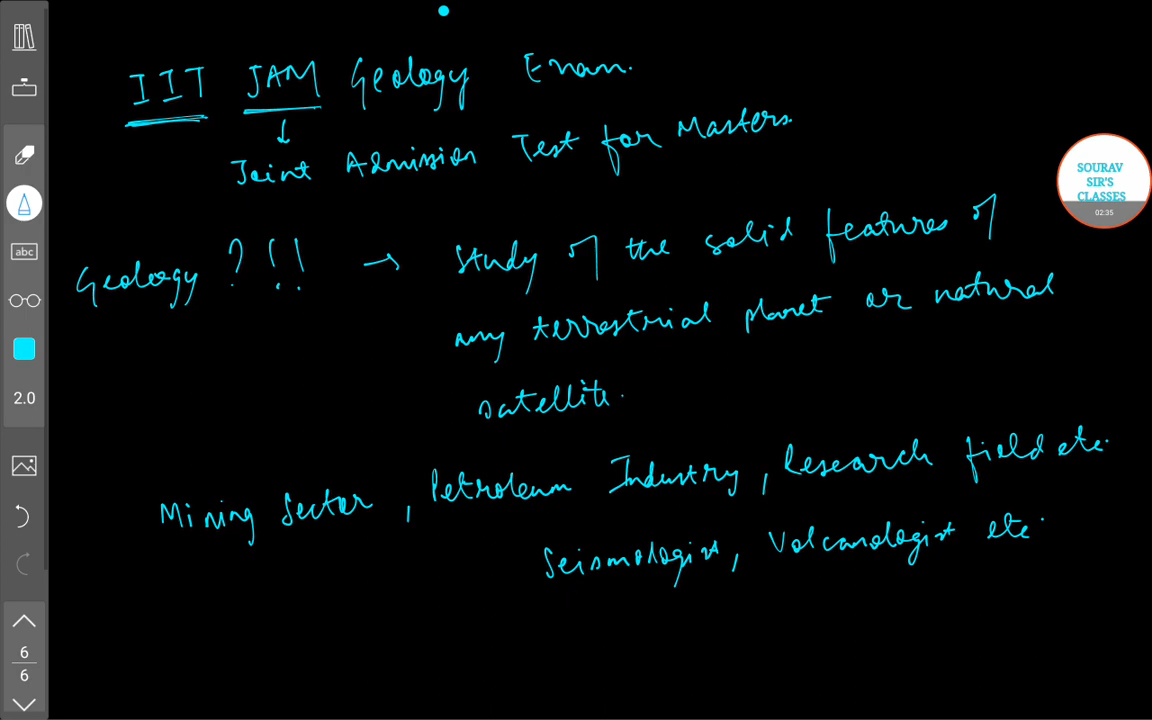 IIT JAM Geology Exam.
↓
Joint Admission Test for Masters.
Geology ? !! → Study of the solid features of
any terrestrial planet or natural
satellite.
Mining Sector, Petroleum Industry, Research field etc.
Seismologist, Volcanologist etc.
SOURAV
SIR'S
CLASSES
02:35
abc
2.0
6
6